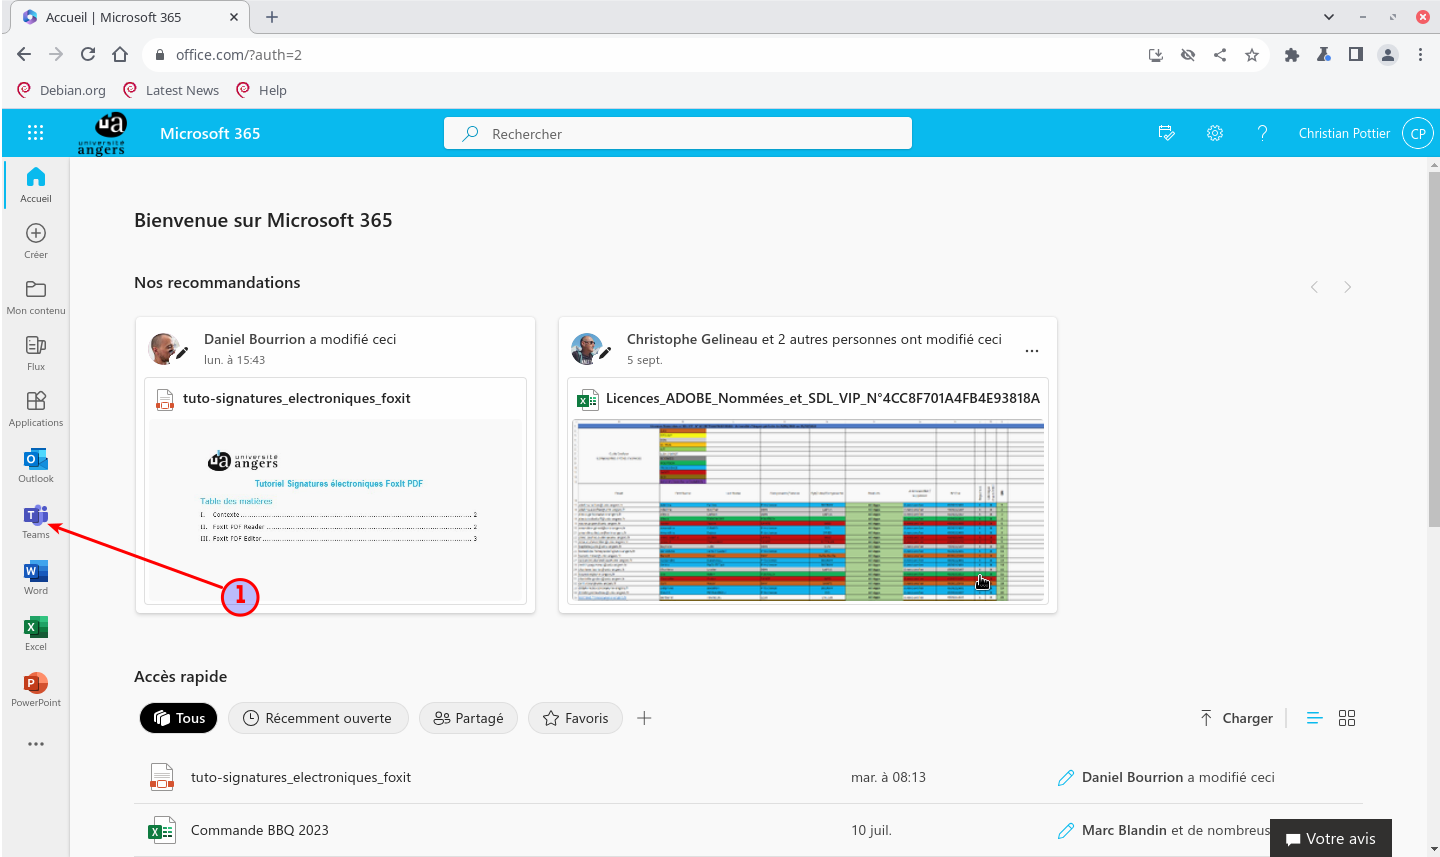 Accueil | Microsoft 365
office.com/?auth=2
Debian.org Latest News Help
ua université angers
Microsoft 365
Rechercher
Christian Pottier CP
Accueil
Créer
Mon contenu
Flux
Applications
Outlook
Teams
Word
Excel
PowerPoint
1
Bienvenue sur Microsoft 365
Nos recommandations
Daniel Bourrion a modifié ceci
lun. à 15:43
tuto-signatures_electroniques_foxit
ua université angers
Tutoriel Signatures électroniques FoxIt PDF
Table des matières
I. Contexte 2
II. FoxIt PDF Reader 2
III. FoxIt PDF Editor 3
Christophe Gelineau et 2 autres personnes ont modifié ceci
5 sept.
Licences_ADOBE_Nommées_et_SDL_VIP_N°4CC8F701A4FB4E93818A
Accès rapide
Tous Récemment ouverte Partagé Favoris
Charger
tuto-signatures_electroniques_foxit mar. à 08:13 Daniel Bourrion a modifié ceci
Commande BBQ 2023 10 juil. Marc Blandin et de nombreus
Votre avis